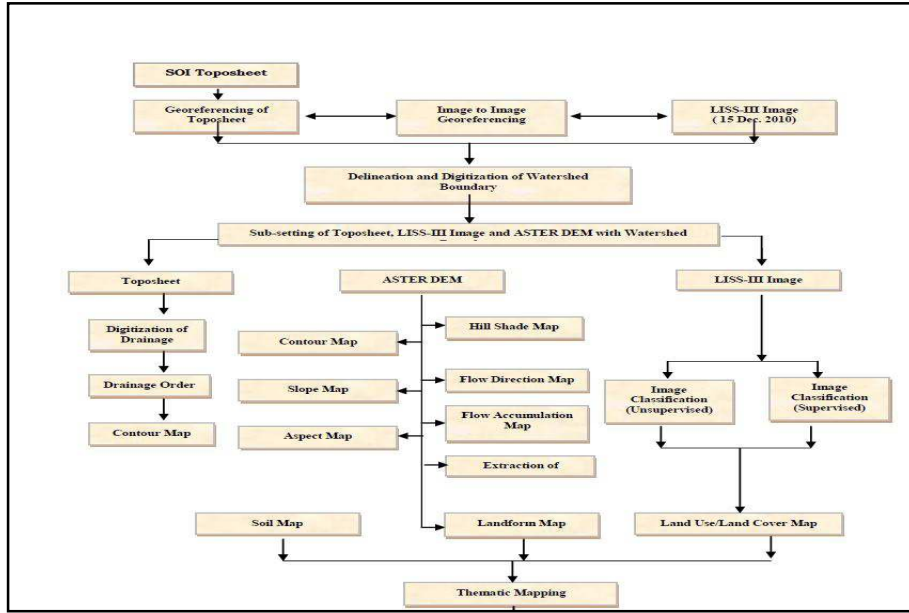 SOI Toposheet
Georeferencing of
Toposheet
Image to Image
Georeferencing
LISS-III Image
( 15 Dec. 2010)
Delineation and Digitization of Watershed
Boundary
Sub-setting of Toposheet, LISS-III Image and ASTER DEM with Watershed
Toposheet
ASTER DEM
LISS-III Image
Digitization of
Drainage
Drainage Order
Contour Map
Contour Map
Slope Map
Aspect Map
Hill Shade Map
Flow Direction Map
Flow Accumulation
Map
Extraction of
Image
Classification
(Unsupervised)
Image
Classification
(Supervised)
Soil Map
Landform Map
Land Use/Land Cover Map
Thematic Mapping